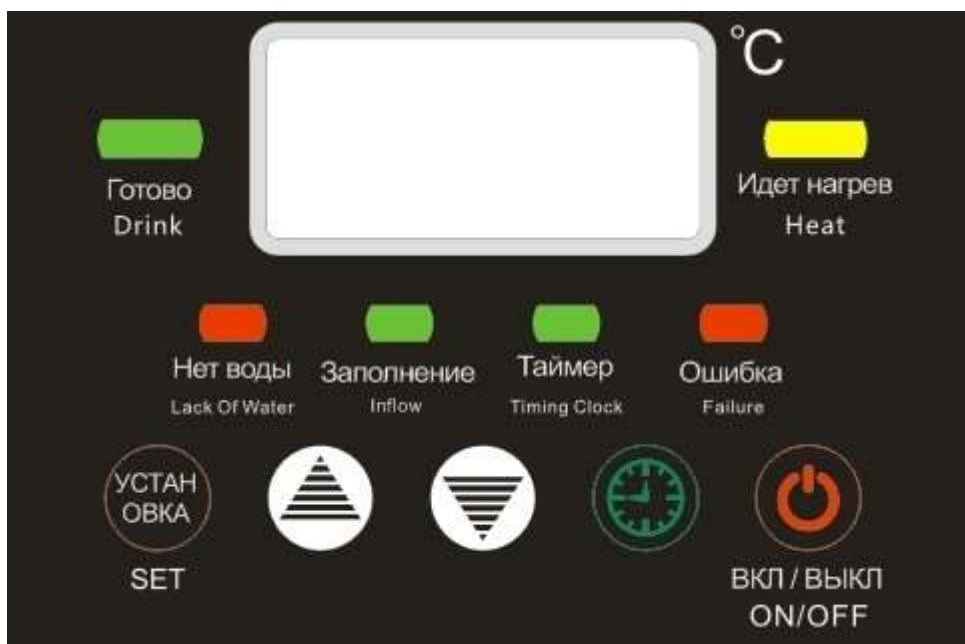 °C
Готово
Drink
Идет нагрев
Heat
Нет воды
Lack Of Water
Заполнение
Inflow
Таймер
Timing Clock
Ошибка
Failure
УСТАН
ОВКА
SET
ВКЛ / ВЫКЛ
ON/OFF